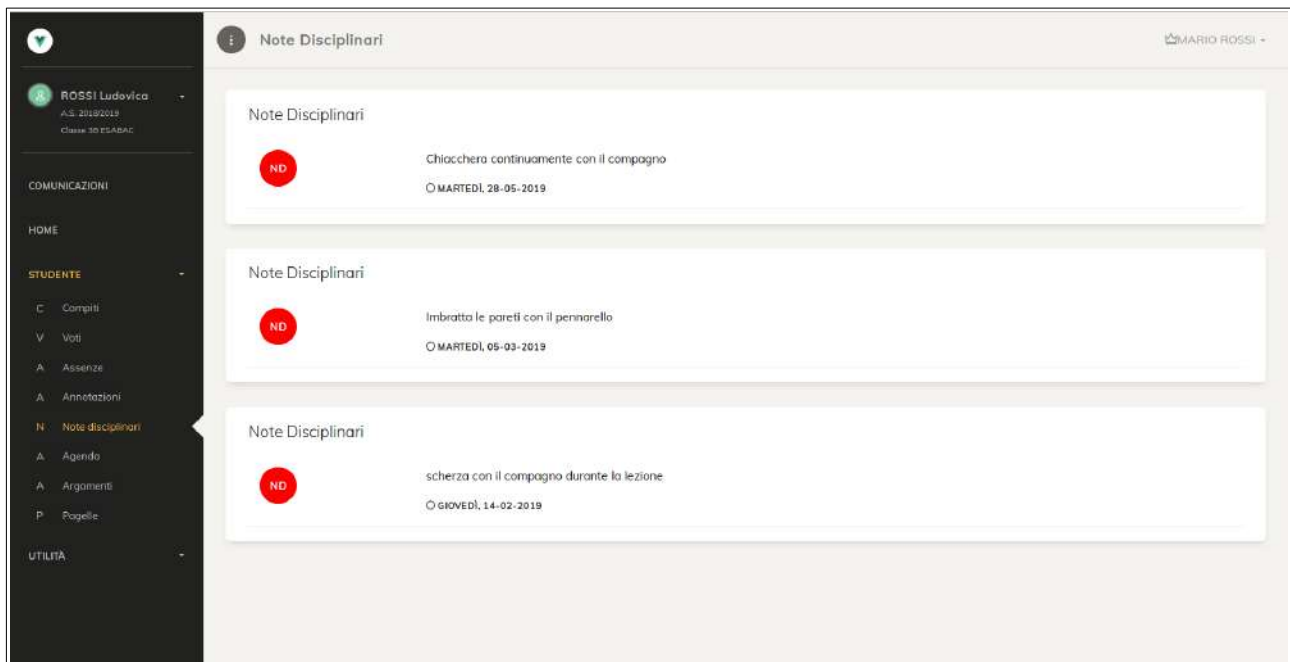 Note Disciplinari
MARIO ROSSI
ROSSI Ludovica
A.S. 2018/2019
Classe 3B ESABAC
COMUNICAZIONI
HOME
STUDENTE
C Compiti
V Voti
A Assenze
A Annotazioni
N Note disciplinari
A Agenda
A Argomenti
P Pagelle
UTILITÀ
Note Disciplinari
ND
Chiacchera continuamente con il compagno
MARTEDÌ, 28-05-2019
Note Disciplinari
ND
Imbratta le pareti con il pennarello
MARTEDÌ, 05-03-2019
Note Disciplinari
ND
scherza con il compagno durante la lezione
GIOVEDÌ, 14-02-2019